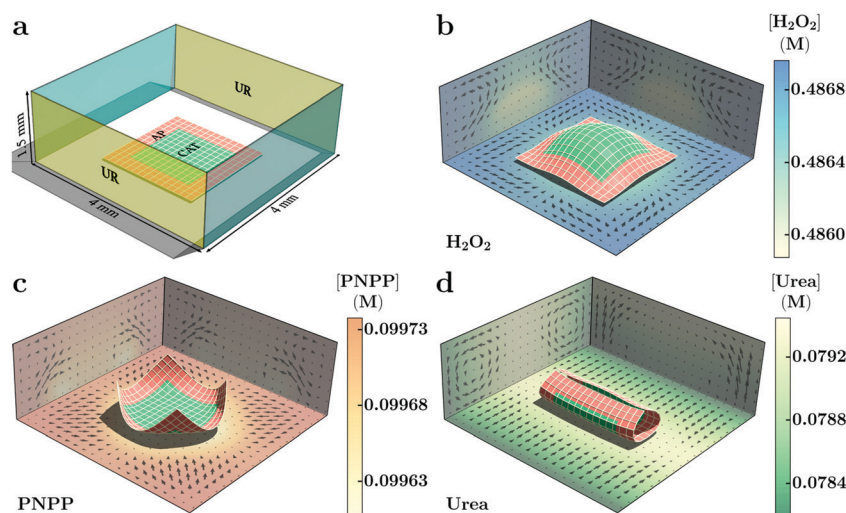 a
UR
AP
CAT
UR
1.5 mm
4 mm
4 mm
b
[H₂O₂]
(M)
0.4868
0.4864
0.4860
H₂O₂
c
[PNPP]
(M)
0.09973
0.09968
0.09963
PNPP
d
[Urea]
(M)
0.0792
0.0788
0.0784
Urea